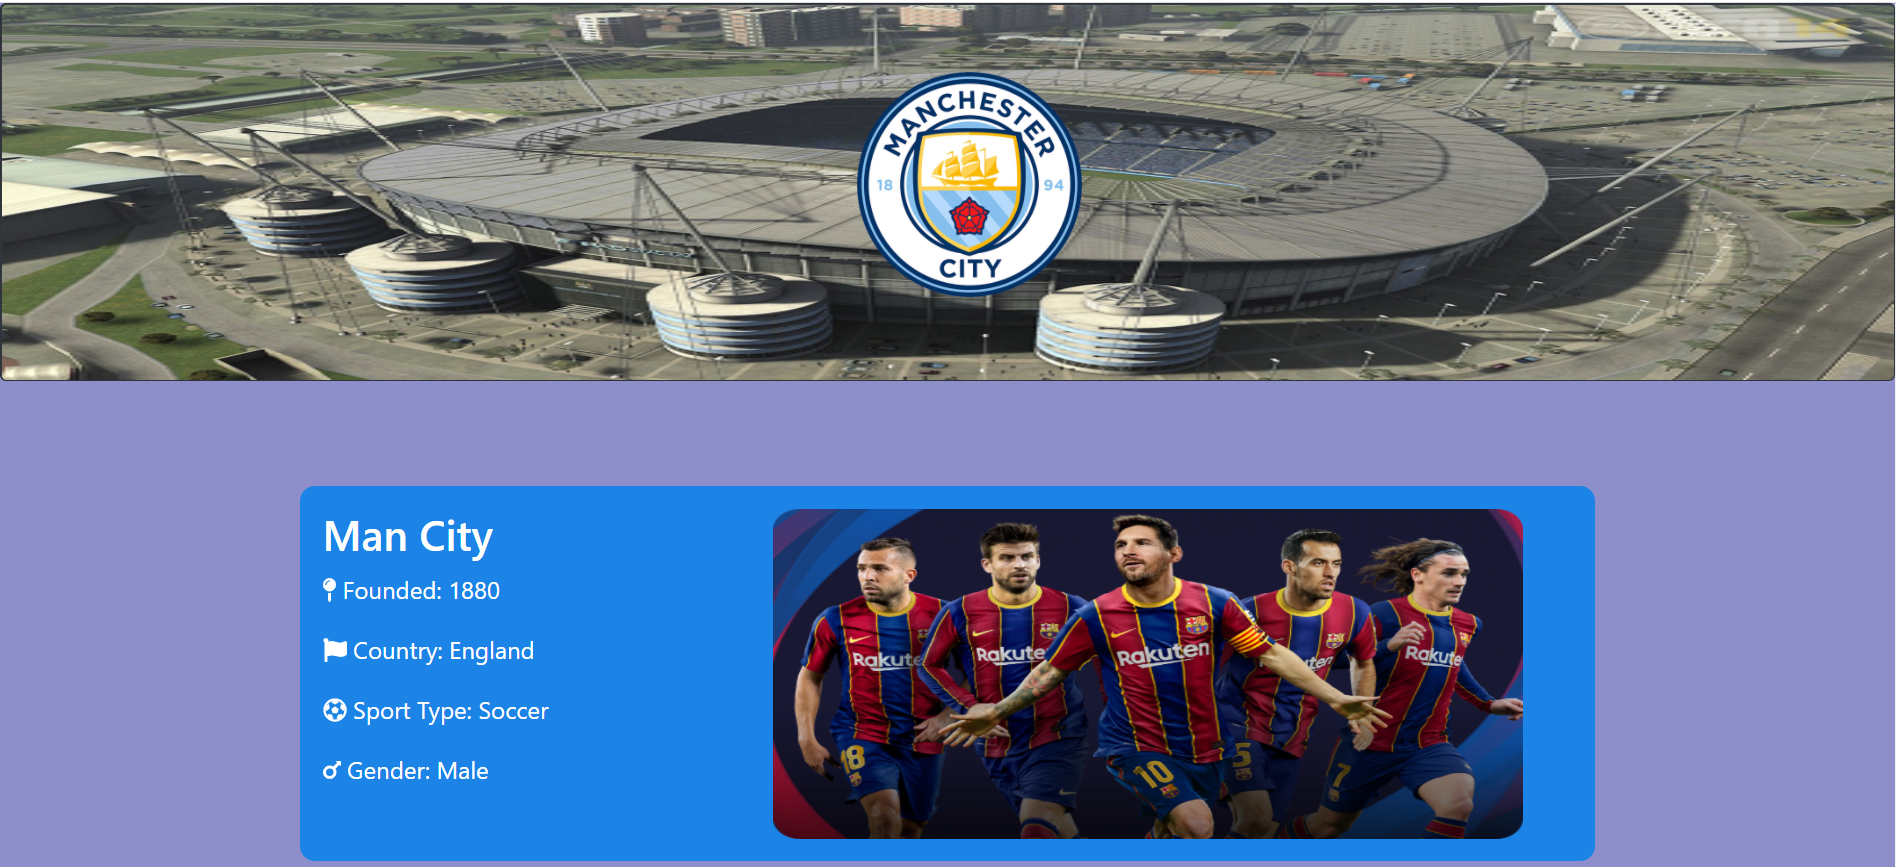 MANCHESTER
18 94
CITY
Man City
Founded: 1880
Country: England
Sport Type: Soccer
Gender: Male
Rakuten
Rakuten
Rakuten
Rakuten
18
10
5
7